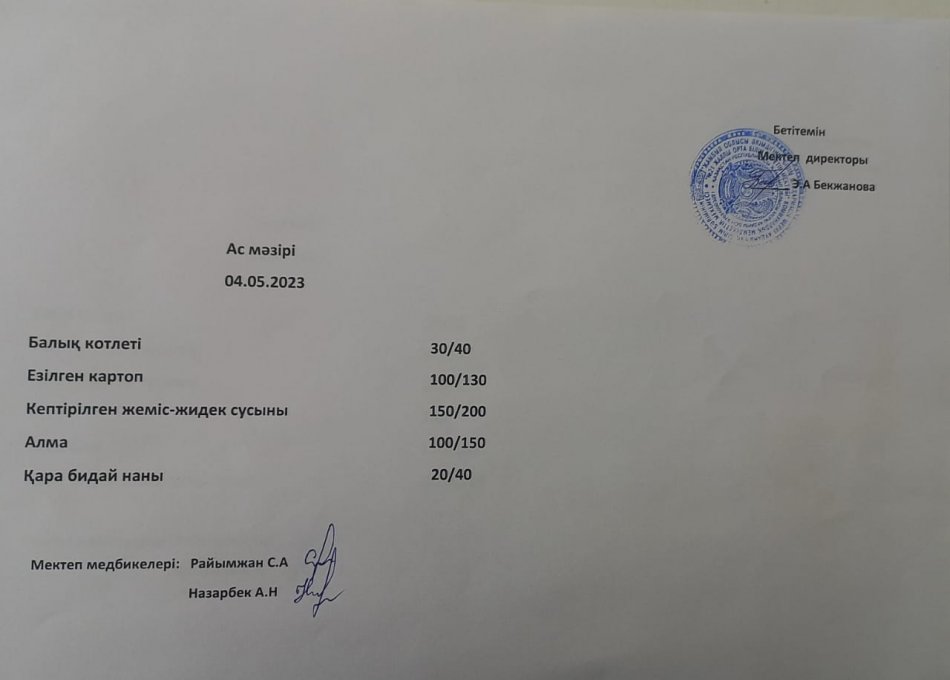 Бетітемін
Мектеп директоры
Э.А Бекжанова
Ас мәзірі
04.05.2023
Балық котлеті 30/40
Езілген картоп 100/130
Кептірілген жеміс-жидек сусыны 150/200
Алма 100/150
Қара бидай наны 20/40
Мектеп медбикелері: Райымжан С.А
Назарбек А.Н